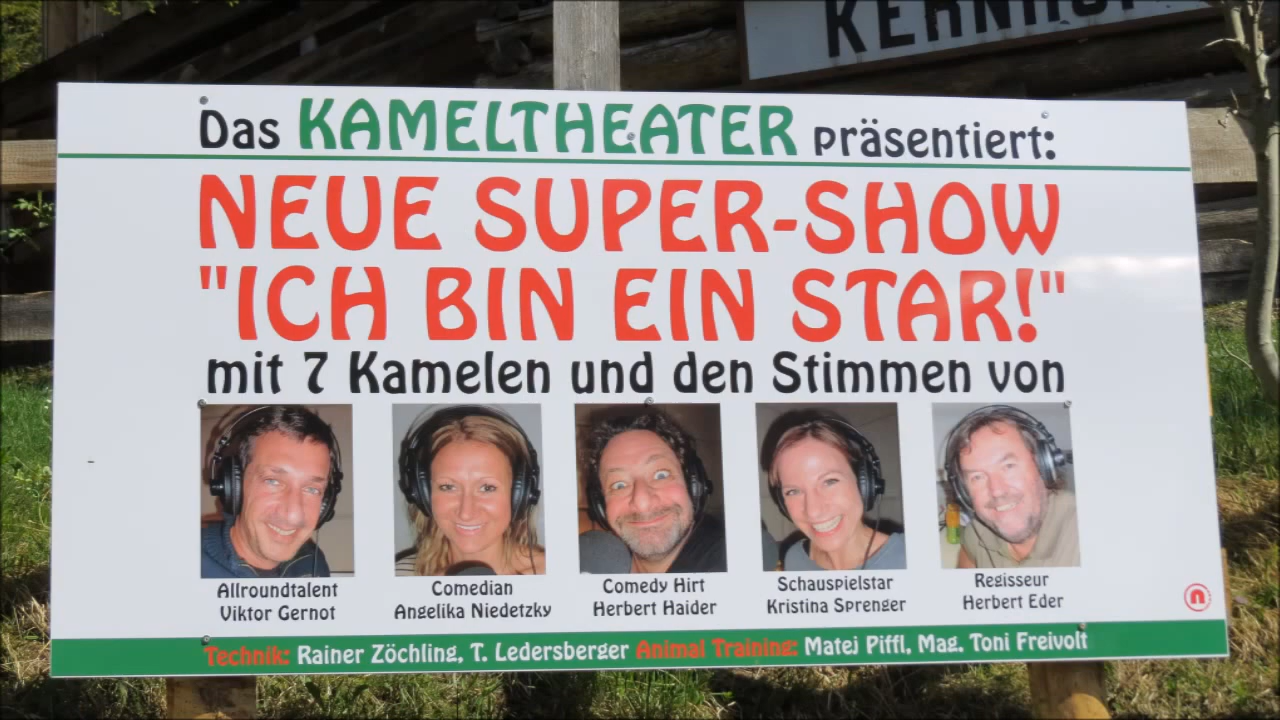 Das KAMELTHEATER präsentiert:
NEUE SUPER-SHOW
"ICH BIN EIN STAR!"
mit 7 Kamelen und den Stimmen von
Allroundtalent
Viktor Gernot
Comedian
Angelika Niedetzky
Comedy Hirt
Herbert Haider
Schauspielstar
Kristina Sprenger
Regisseur
Herbert Eder
Technik: Rainer Zöchling, T. Ledersberger Animal Training: Matej Piffl, Mag. Toni Freivolt